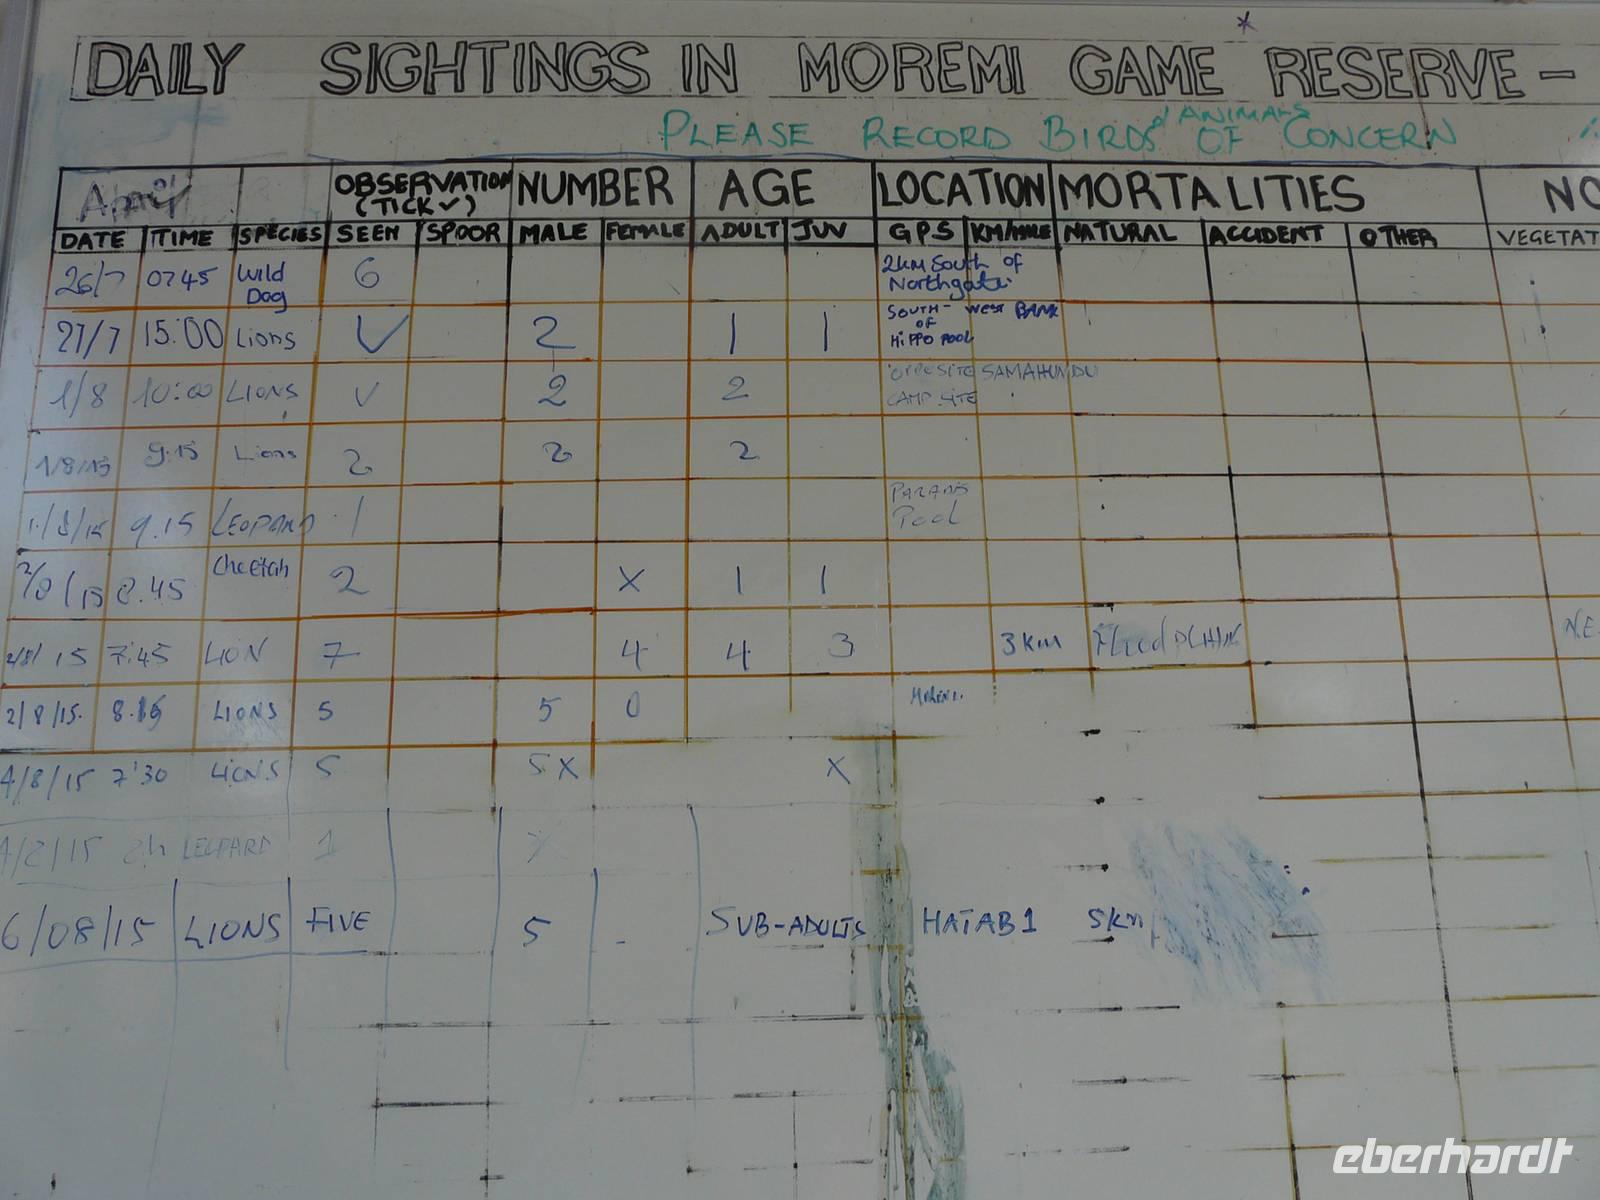 *
DAILY SIGHTINGS IN MOREMI GAME RESERVE –
PLEASE RECORD BIRDS & ANIMALS OF CONCERN
OBSERVATION (TICK ✓) NUMBER AGE LOCATION MORTALITIES NO
DATE TIME SPECIES SEEN SPOOR MALE FEMALE ADULT JUV GPS KM/MILE NATURAL ACCIDENT OTHER VEGETAT
26/7 0745 Wild Dog 6 2km South of Northgate.
27/7 15:00 Lions ✓ 2 1 1 SOUTH-WEST BANK OF HIPPO POOL
1/8 10:00 LIONS ✓ 2 2 OPPOSITE CAMP SITE
1/8/15 9.15 Lions 2 2 2
1/8/15 9.15 LEOPARD 1 Pool
2/8/15 8.45 Cheetah 2 X 1 1
2/8/15 7:45 LION 7 4 4 3 3km Flood PLAIN N.E.
2/8/15. LIONS 5 5 0
4/8/15 7'30 LIONS 5 5X X
LEOPARD 1 X
6/08/15 LIONS FIVE 5 - SUB-ADULTS HATAB1 5km
eberhardt